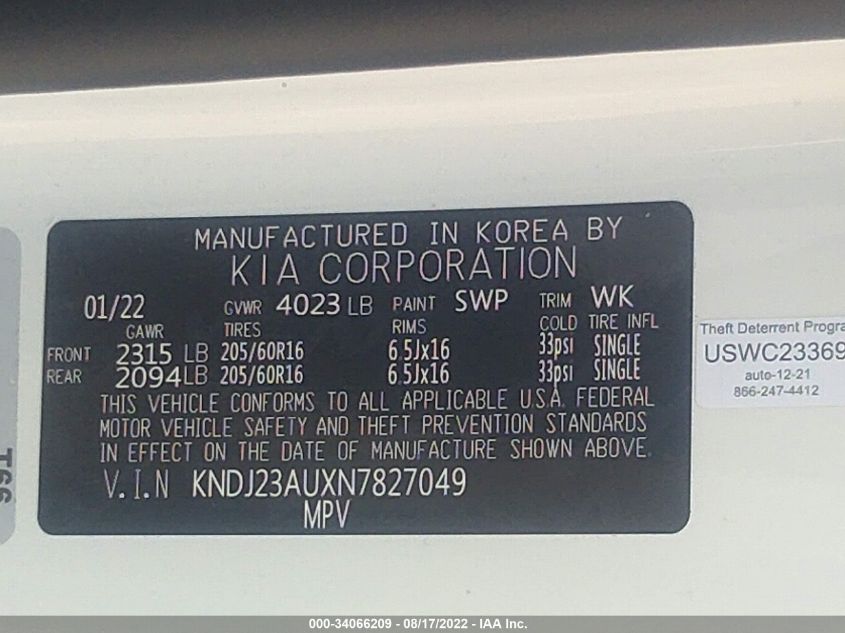 MANUFACTURED IN KOREA BY
KIA CORPORATION
01/22 GVWR 4023 LB PAINT SWP TRIM WK
GAWR TIRES RIMS COLD TIRE INFL
FRONT 2315 LB 205/60R16 6.5Jx16 33psi SINGLE
REAR 2094LB 205/60R16 6.5Jx16 33psi SINGLE
THIS VEHICLE CONFORMS TO ALL APPLICABLE U.S.A. FEDERAL
MOTOR VEHICLE SAFETY AND THEFT PREVENTION STANDARDS
IN EFFECT ON THE DATE OF MANUFACTURE SHOWN ABOVE.
V.I.N KNDJ23AUXN7827049
MPV
Theft Deterrent Progra
USWC23369
auto-12-21
866-247-4412
T66
000-34066209 - 08/17/2022 - IAA Inc.